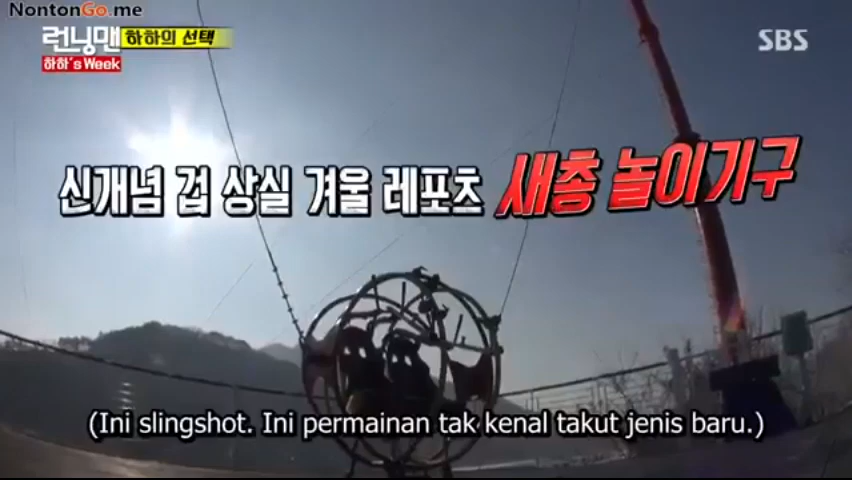 NontonGo.me
런닝맨 하하의 선택
SBS
하하's Week
신개념 겁 상실 겨울 레포츠 새총 놀이기구
(Ini slingshot. Ini permainan tak kenal takut jenis baru.)